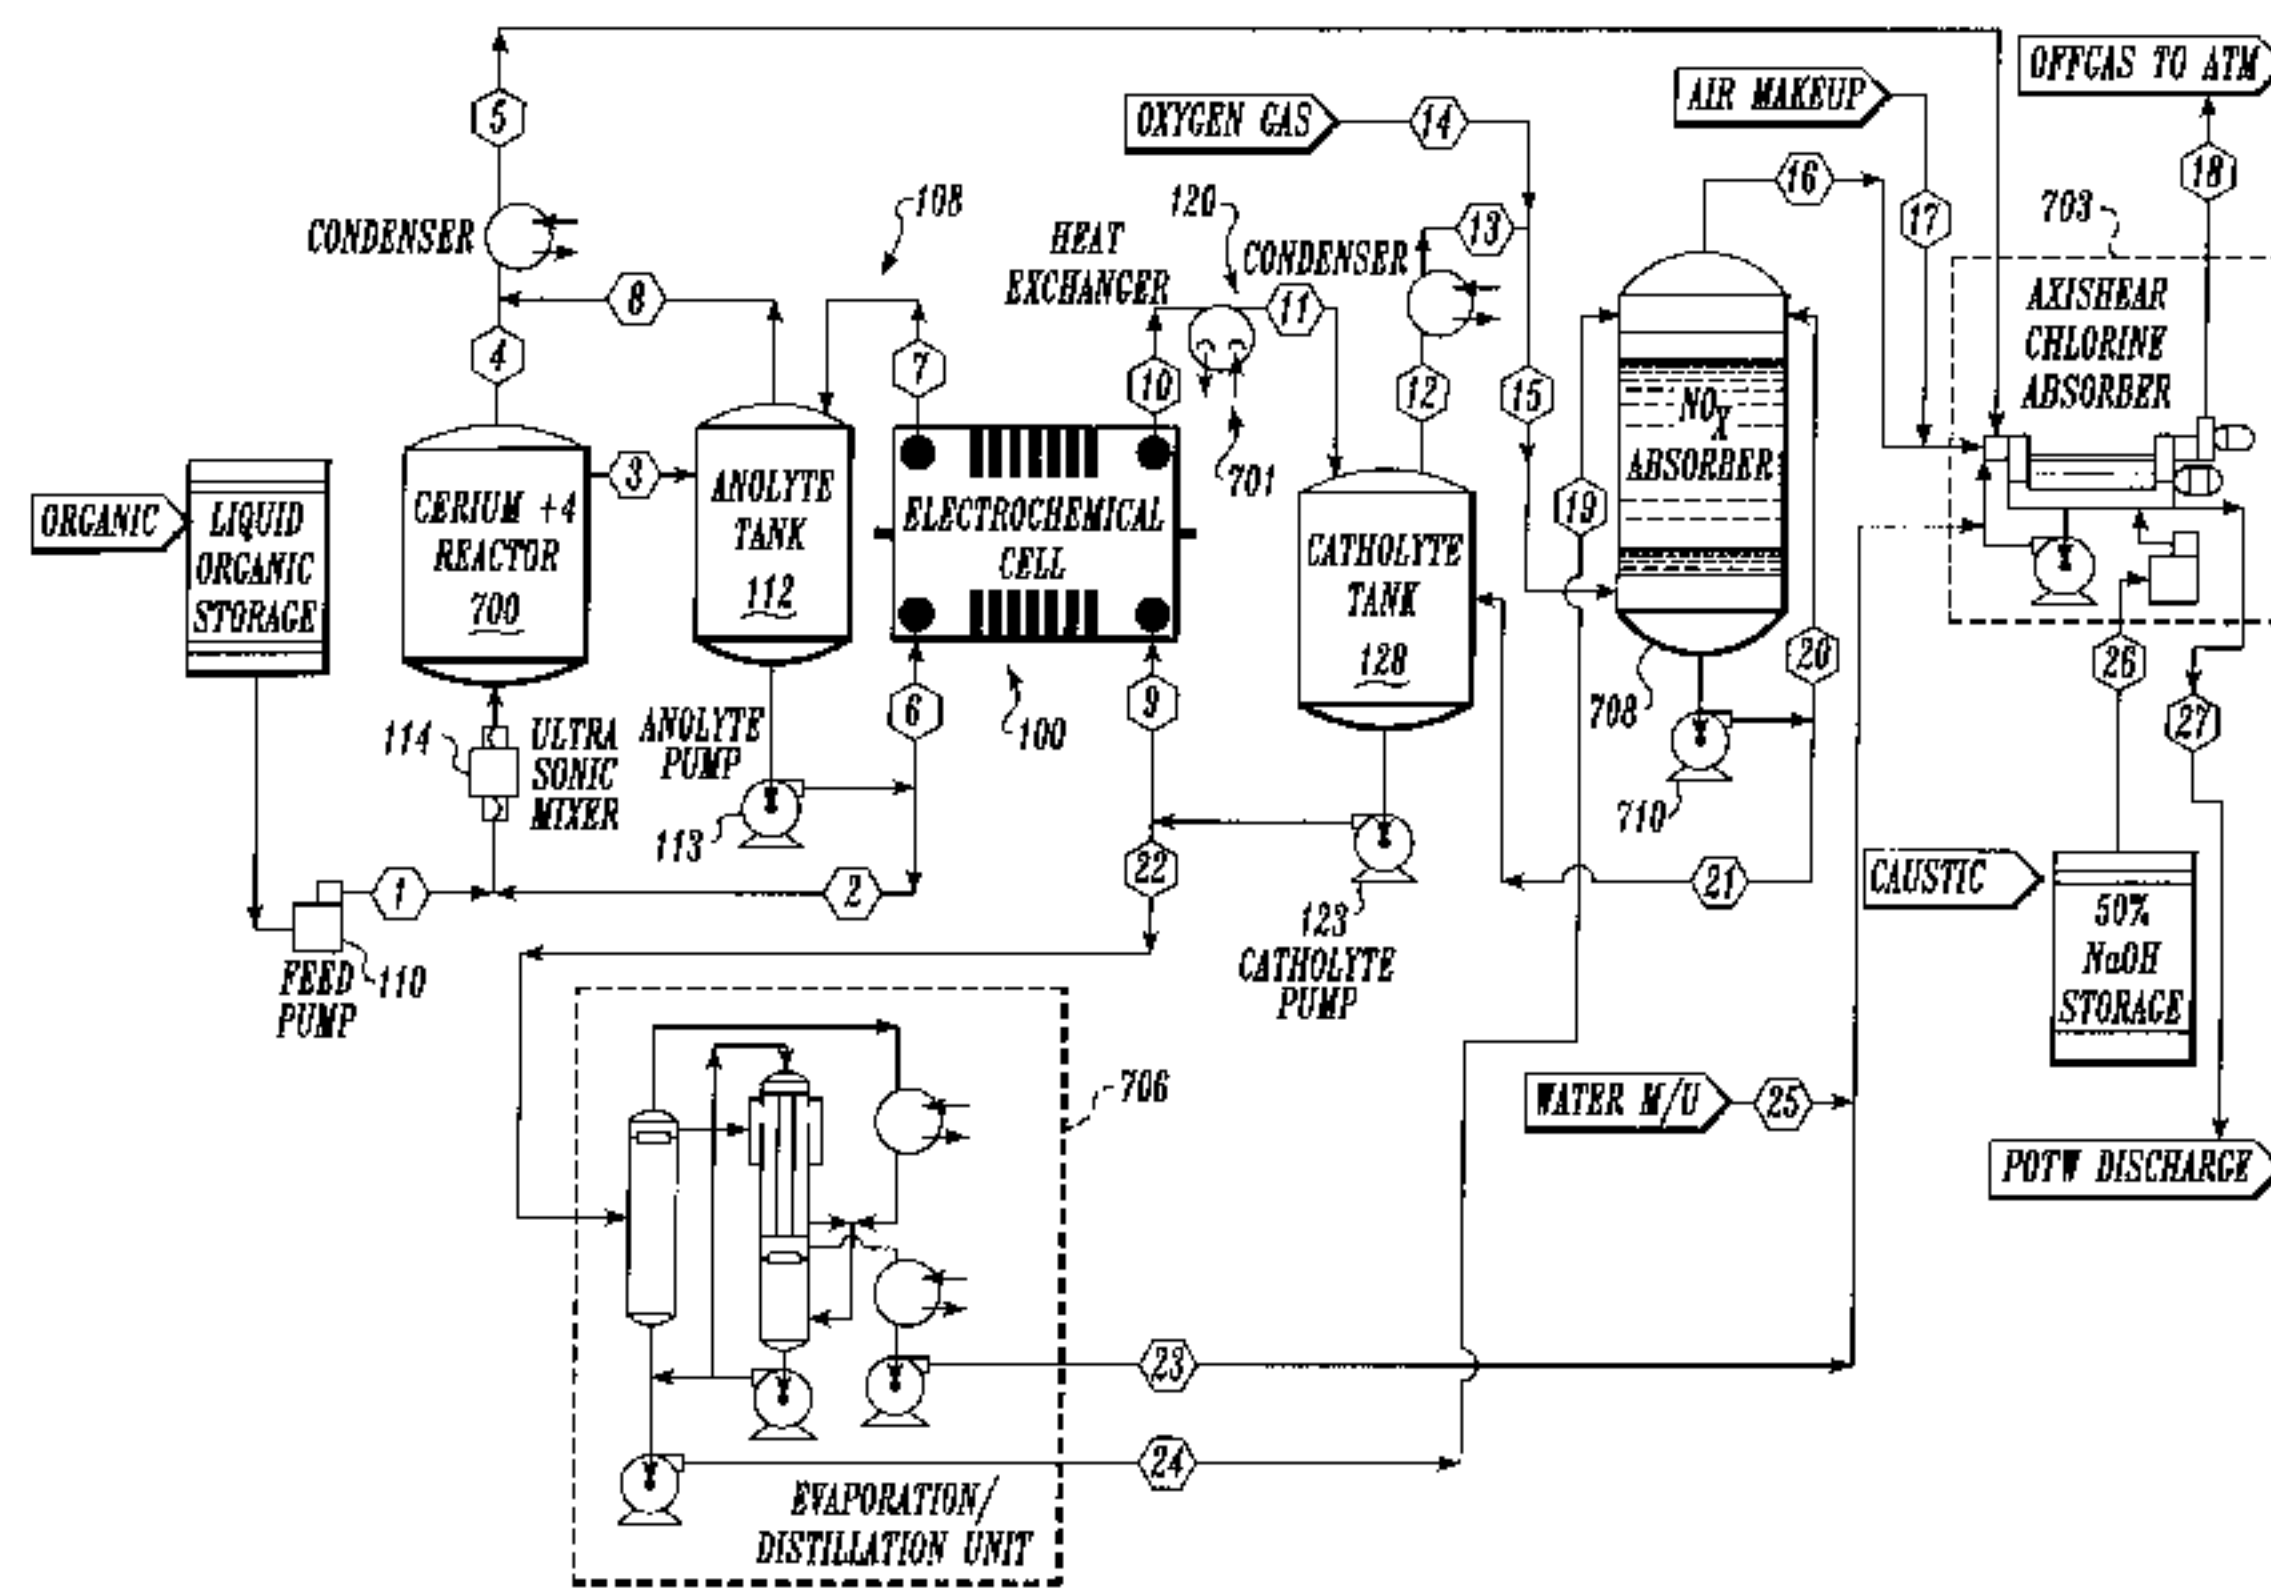 OFFGAS TO ATM
5
AIR MAKEUP
OXYGEN GAS
14
16
18
108
120
17
703
CONDENSER
HEAT
EXCHANGER
CONDENSER
13
8
11
AXISHEAR
CHLORINE
ABSORBER
4
7
10
12
15
NOX
ABSORBER
701
ORGANIC
LIQUID
ORGANIC
STORAGE
CERIUM +4
REACTOR
700
3
ANOLYTE
TANK
112
ELECTROCHEMICAL
CELL
CATHOLYTE
TANK
128
19
20
26
6
9
100
708
27
114
ULTRA
SONIC
MIXER
ANOLYTE
PUMP
113
710
1
2
22
21
CAUSTIC
50%
NaOH
STORAGE
123
CATHOLYTE
PUMP
FEED
PUMP
110
706
WATER M/U
25
POTW DISCHARGE
23
24
EVAPORATION/
DISTILLATION UNIT